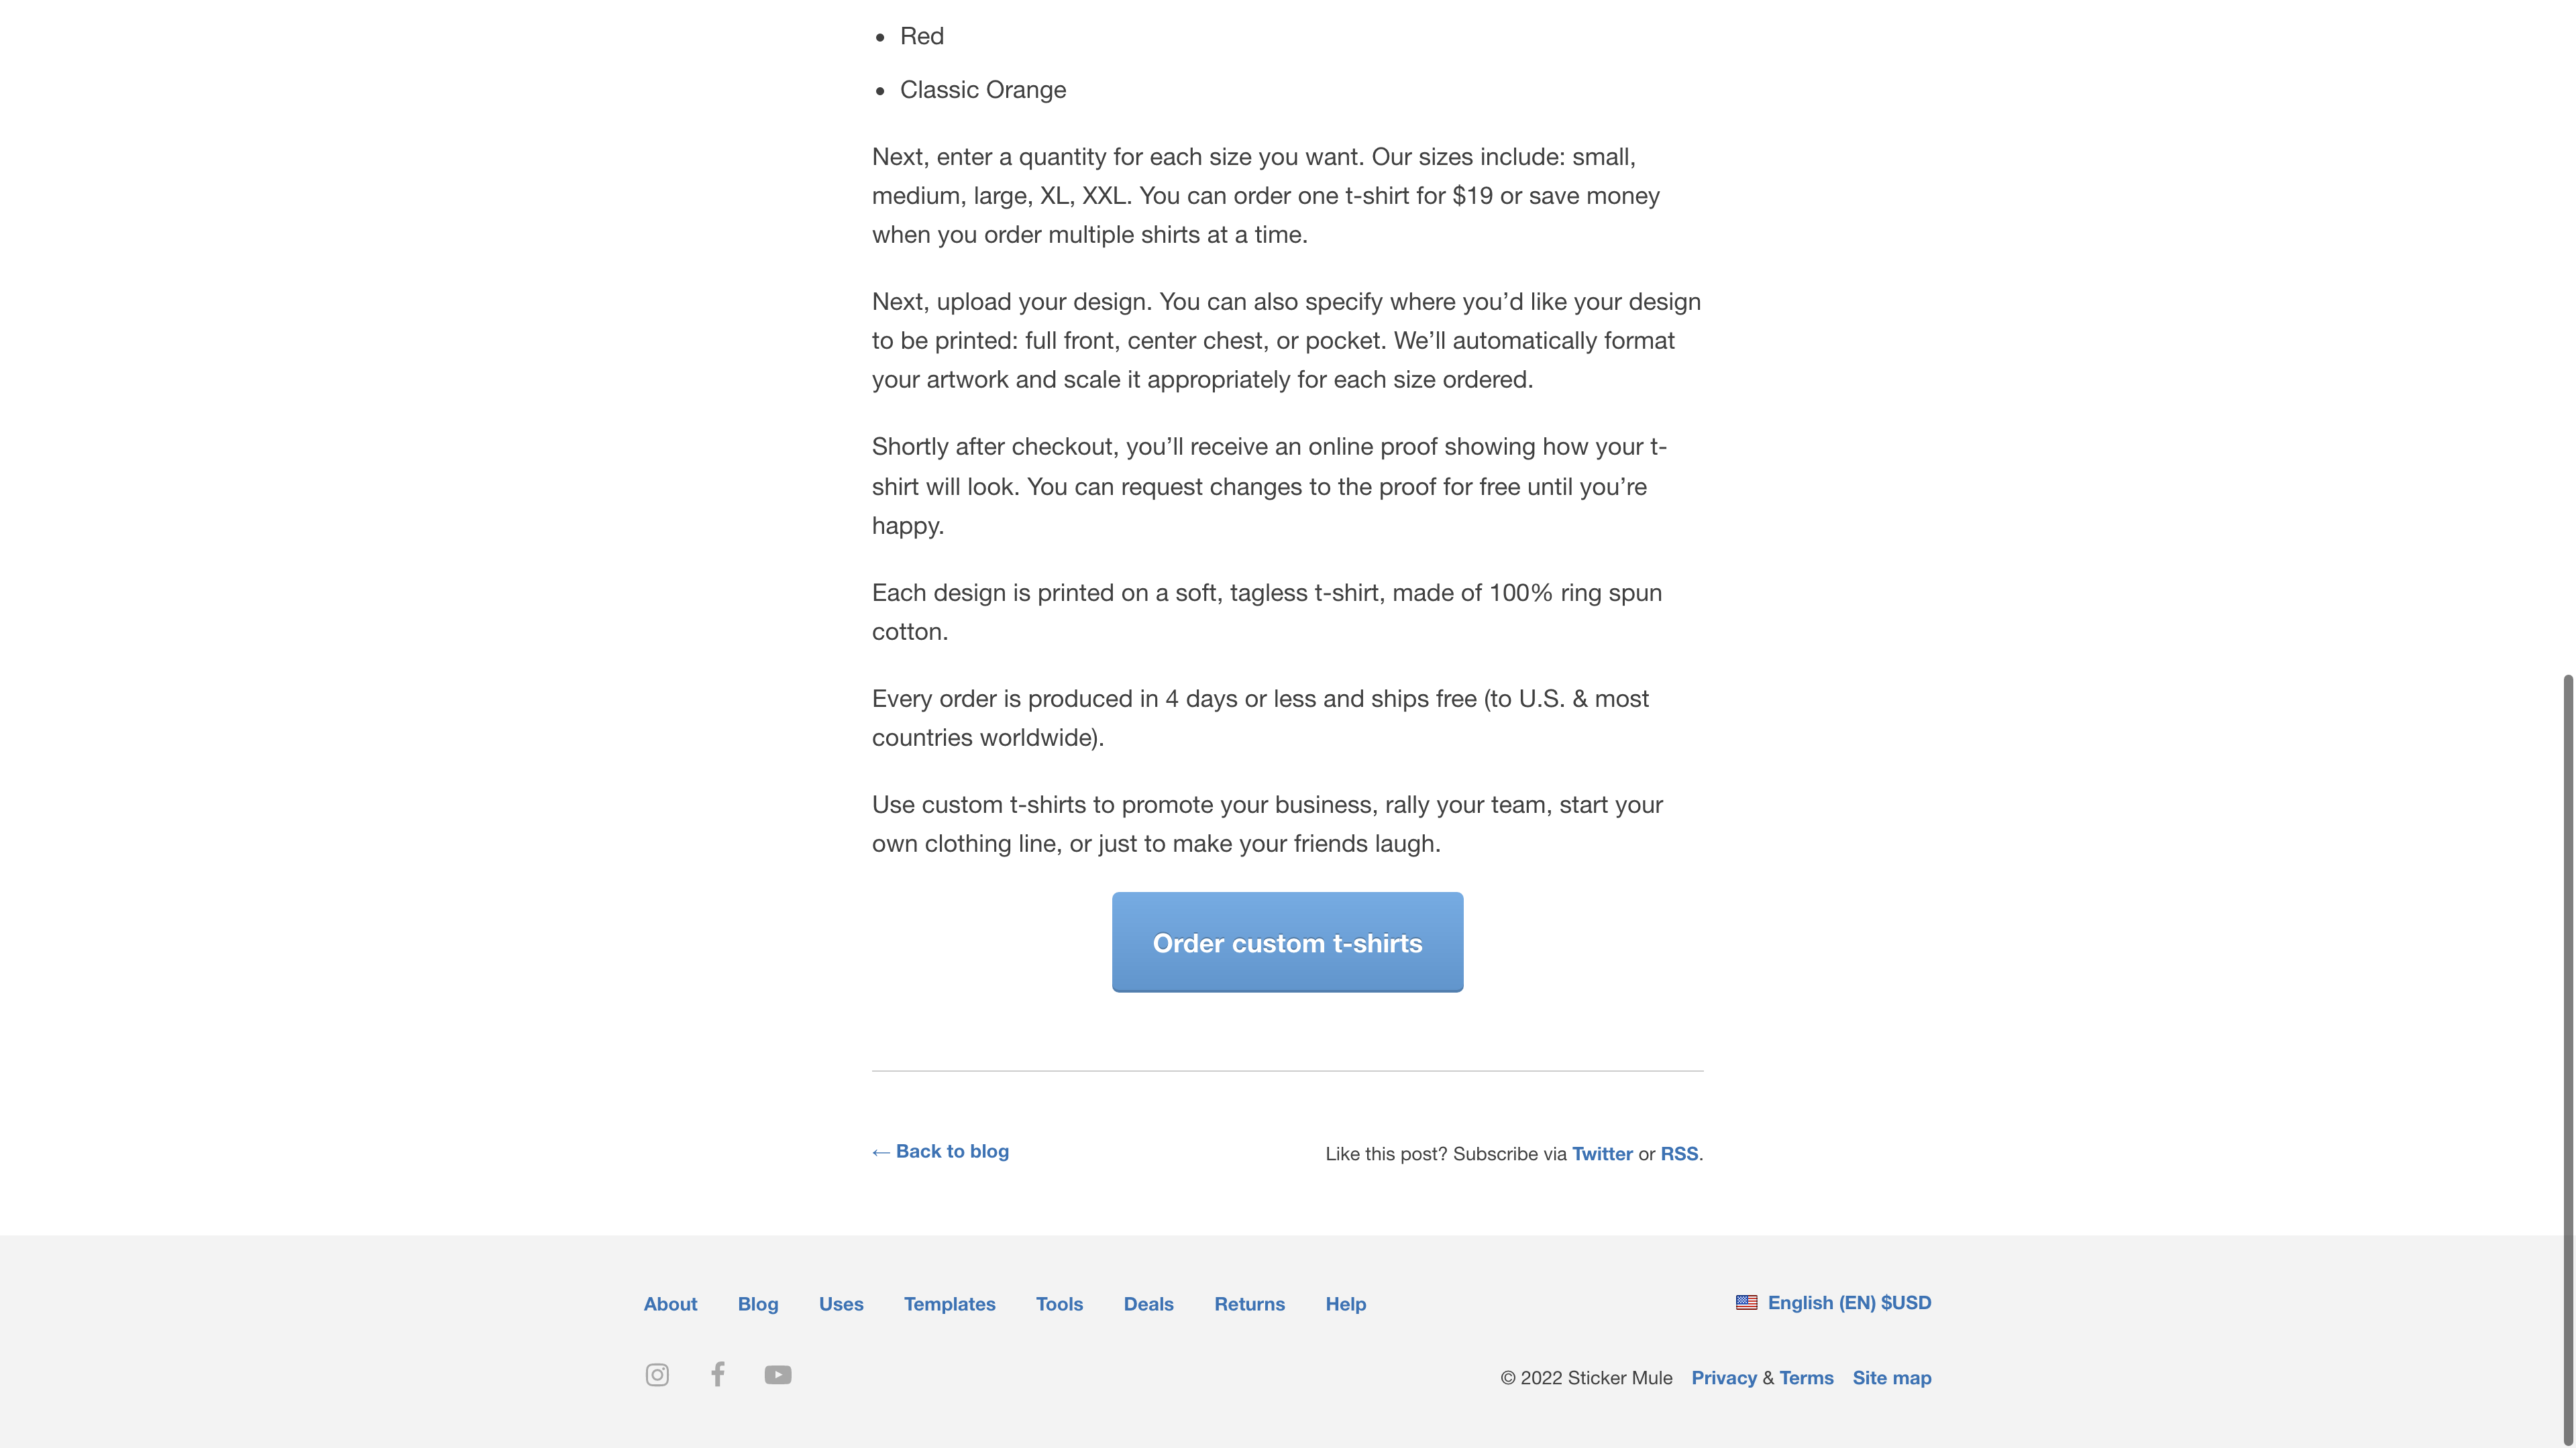 Red
Classic Orange
Next, enter a quantity for each size you want. Our sizes include: small,
medium, large, XL, XXL. You can order one t-shirt for $19 or save money
when you order multiple shirts at a time.
Next, upload your design. You can also specify where you’d like your design
to be printed: full front, center chest, or pocket. We’ll automatically format
your artwork and scale it appropriately for each size ordered.
Shortly after checkout, you’ll receive an online proof showing how your t-
shirt will look. You can request changes to the proof for free until you’re
happy.
Each design is printed on a soft, tagless t-shirt, made of 100% ring spun
cotton.
Every order is produced in 4 days or less and ships free (to U.S. & most
countries worldwide).
Use custom t-shirts to promote your business, rally your team, start your
own clothing line, or just to make your friends laugh.
Order custom t-shirts
← Back to blog
Like this post? Subscribe via Twitter or RSS.
About Blog Uses Templates Tools Deals Returns Help
English (EN) $USD
© 2022 Sticker Mule Privacy & Terms Site map